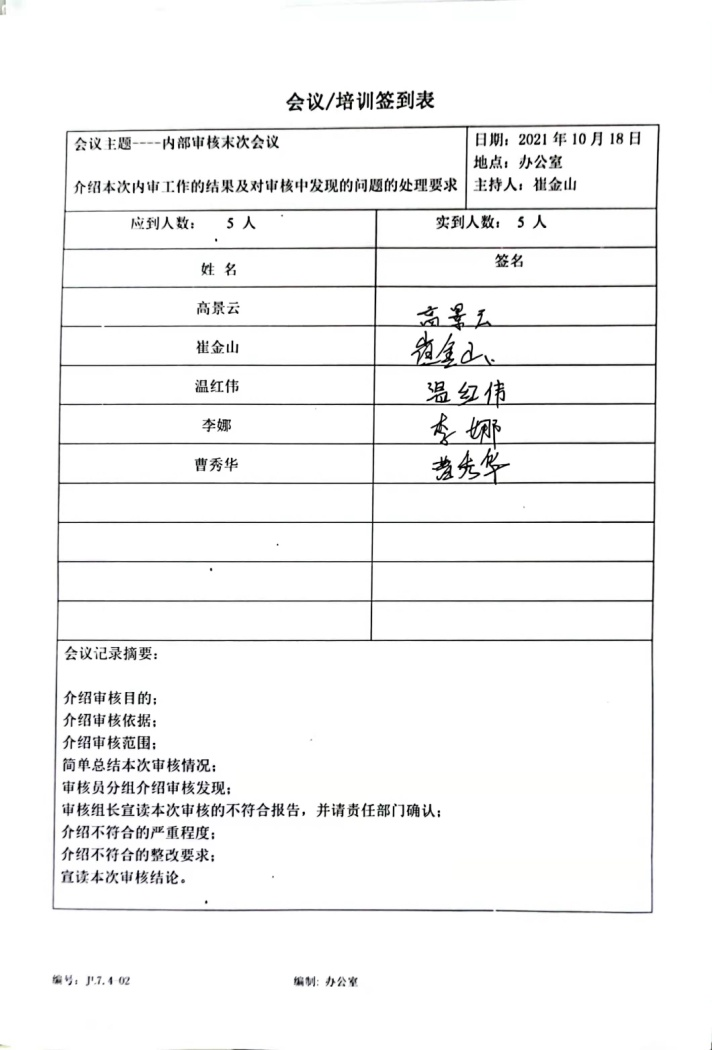 会议/培训签到表
会议主题----内部审核末次会议
介绍本次内审工作的结果及对审核中发现的问题的处理要求
日期：2021 年 10 月 18 日
地点：办公室
主持人：崔金山
应到人数： 5 人 实到人数： 5 人
姓 名 签名
高景云 高景云
崔金山 崔金山
温红伟 温红伟
李娜 李娜
曹秀华 曹秀华
会议记录摘要：
介绍审核目的；
介绍审核依据；
介绍审核范围；
简单总结本次审核情况；
审核员分组介绍审核发现；
审核组长宣读本次审核的不符合报告，并请责任部门确认；
介绍不符合的严重程度；
介绍不符合的整改要求；
宣读本次审核结论。
编号： 7.4-02 编制: 办公室